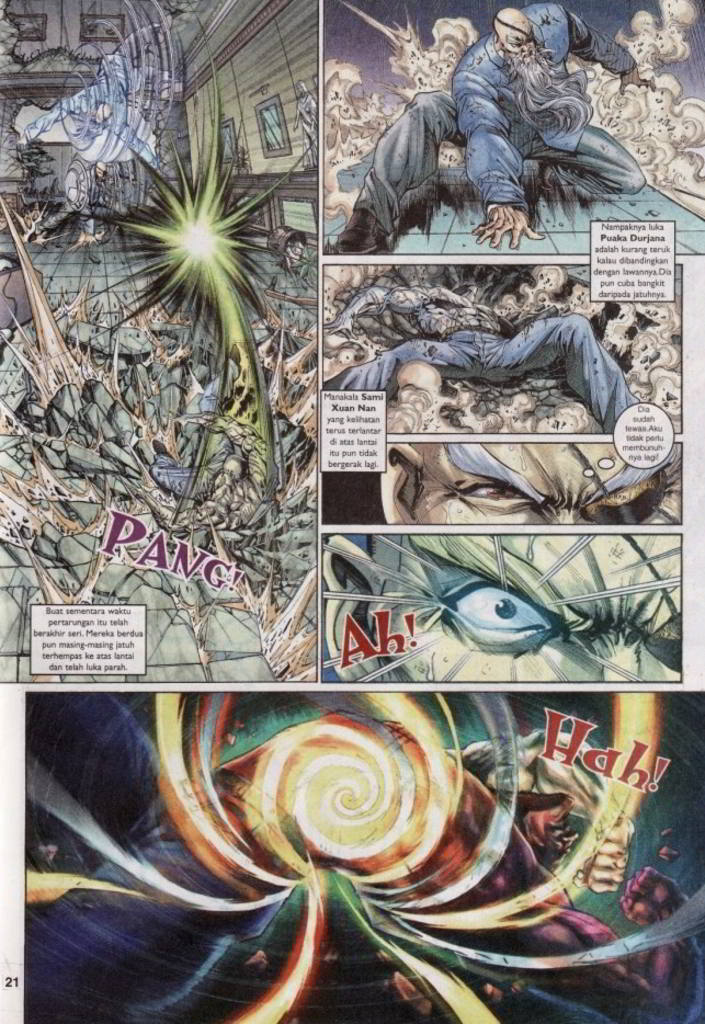 PANG!
Buat sementara waktu
pertarungan itu telah
berakhir seri. Mereka berdua
pun masing-masing jatuh
terhempas ke atas lantai
dan telah luka parah.
Nampaknya luka
Puaka Durjana
adalah kurang teruk
kalau dibandingkan
dengan lawannya.Dia
pun cuba bangkit
daripada jatuhnya.
Manakala Sami
Xuan Nan
yang kelihatan
terus terlantar
di atas lantai
itu pun tidak
bergerak lagi.
Dia
sudah
tewas.Aku
tidak perlu
membunuh-
nya lagi!
Ah!
Hah!
21